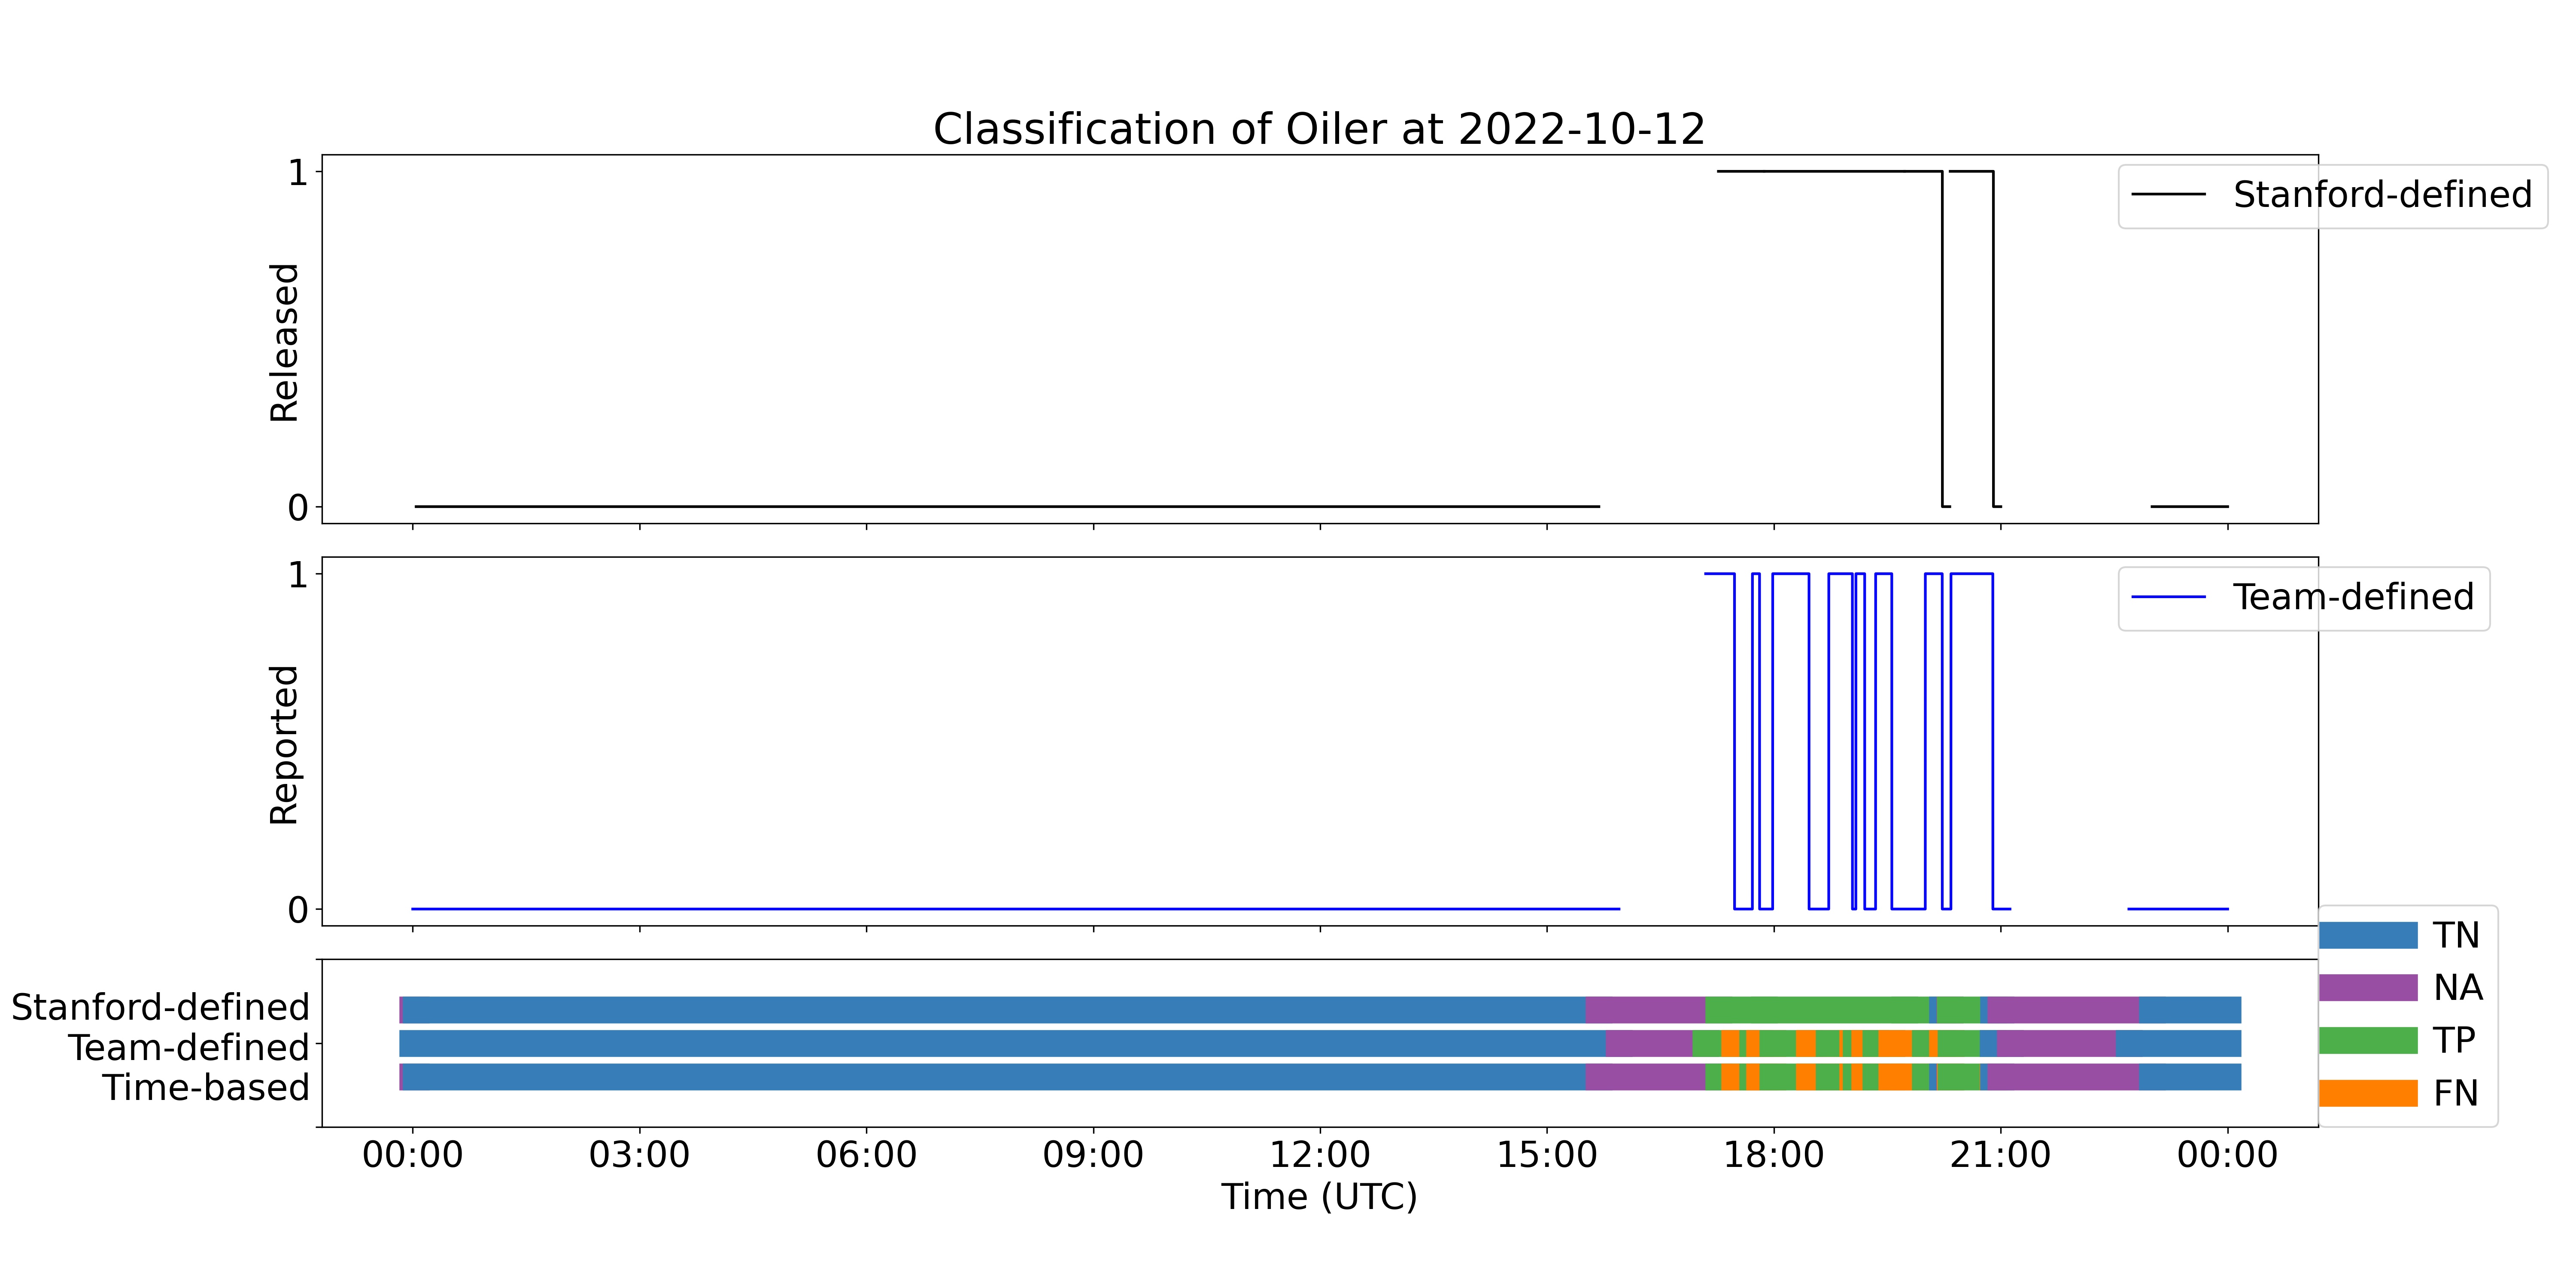 Classification of Oiler at 2022-10-12
1
Stanford-defined
Released
0
1
Team-defined
Reported
0
TN
NA
TP
FN
Stanford-defined
Team-defined
Time-based
00:00 03:00 06:00 09:00 12:00 15:00 18:00 21:00 00:00
Time (UTC)